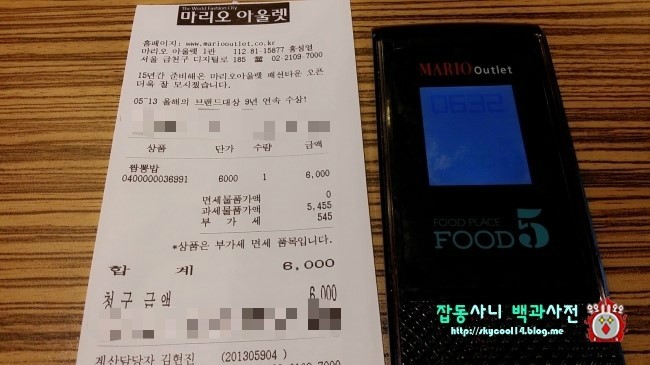 The World Fashion City
마리오 아울렛
홈페이지: www.mariooutlet.co.kr
마리오 아울렛 1관 112-81-15877 홍성열
서울 금천구 디지털로 185 ☎ 02-2109-7000
15년간 준비해온 마리오아울렛 패션타운 오픈
더욱 잘 모시겠습니다.
05~13 올해의 브랜드대상 9년 연속 수상!
상품 단가 수량 금액
짬뽕밥
0400000036991 6000 1 6,000
면세물품가액 0
과세물품가액 5,455
부 가 세 545
*상품은 부가세 면세 품목입니다.
합 계 6,000
청구금액 6,000
계산담당자 김현진 (201305904 )
MARIO Outlet
0632
FOOD PLACE
FOOD 5
잡동사니 백과사전
http://skycool14.blog.me